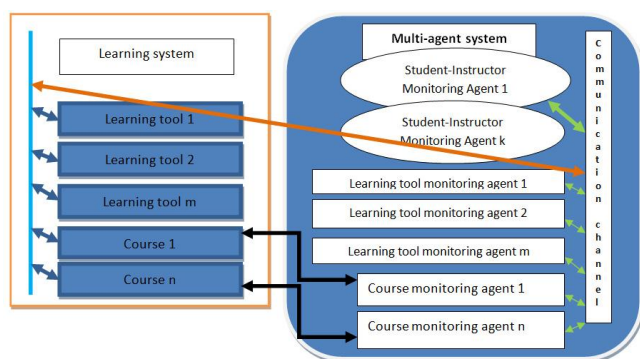 Learning system
Learning tool 1
Learning tool 2
Learning tool m
Course 1
Course n
Multi-agent system
Student-Instructor
Monitoring Agent 1
Student-Instructor
Monitoring Agent k
Learning tool monitoring agent 1
Learning tool monitoring agent 2
Learning tool monitoring agent m
Course monitoring agent 1
Course monitoring agent n
Communication channel